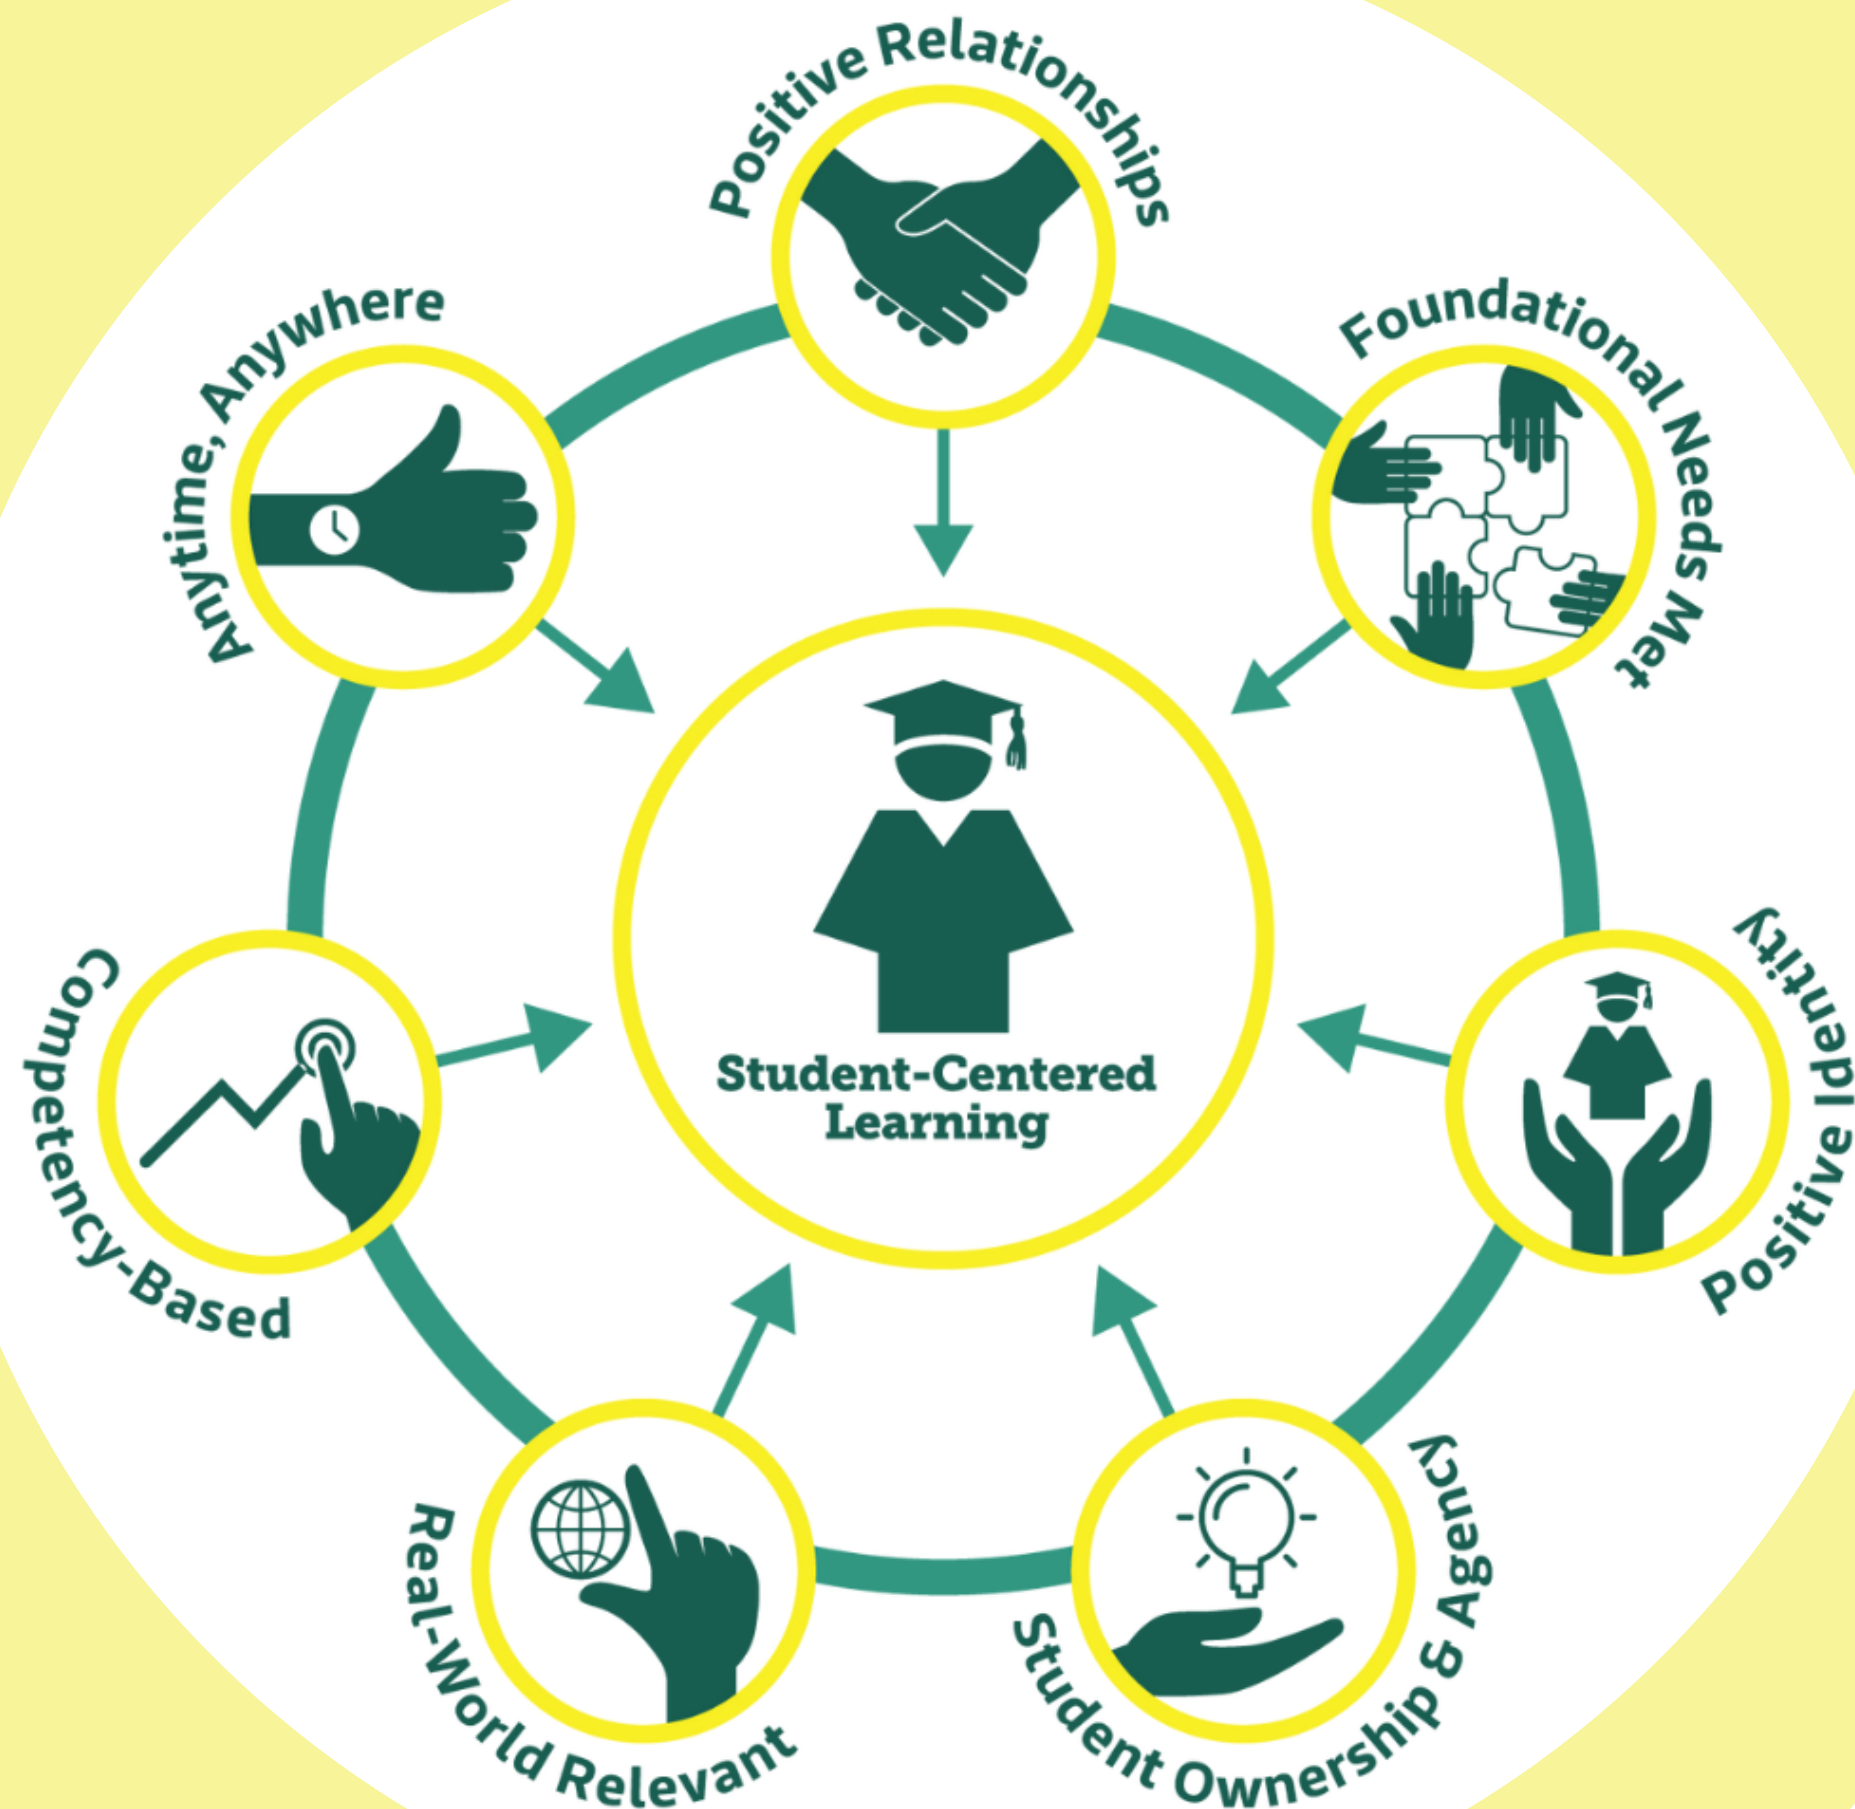 Positive Relationships
Foundational Needs Met
Positive Identity
Student Ownership & Agency
Real-World Relevant
Competency-Based
Anytime, Anywhere
Student-Centered
Learning